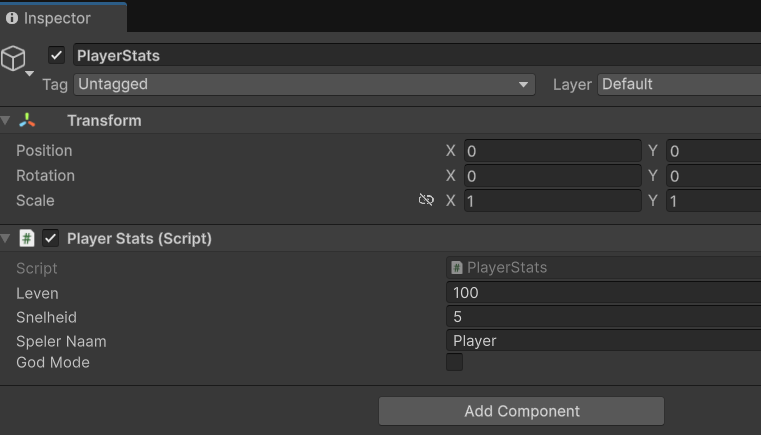 Inspector
PlayerStats
Tag Untagged Layer Default
Transform
Position X 0 Y 0
Rotation X 0 Y 0
Scale X 1 Y 1
# Player Stats (Script)
Script # PlayerStats
Leven 100
Snelheid 5
Speler Naam Player
God Mode
Add Component